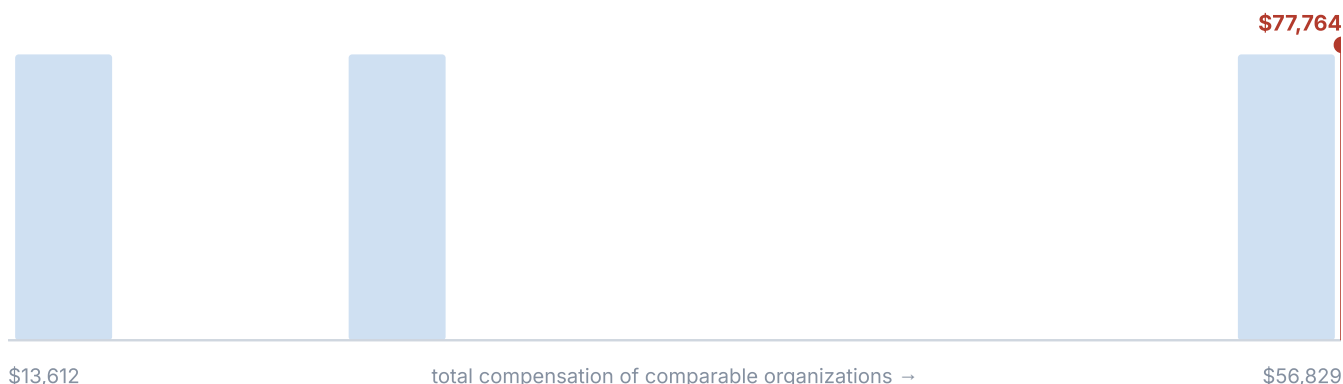 $77,764
$13,612 total compensation of comparable organizations → $56,829